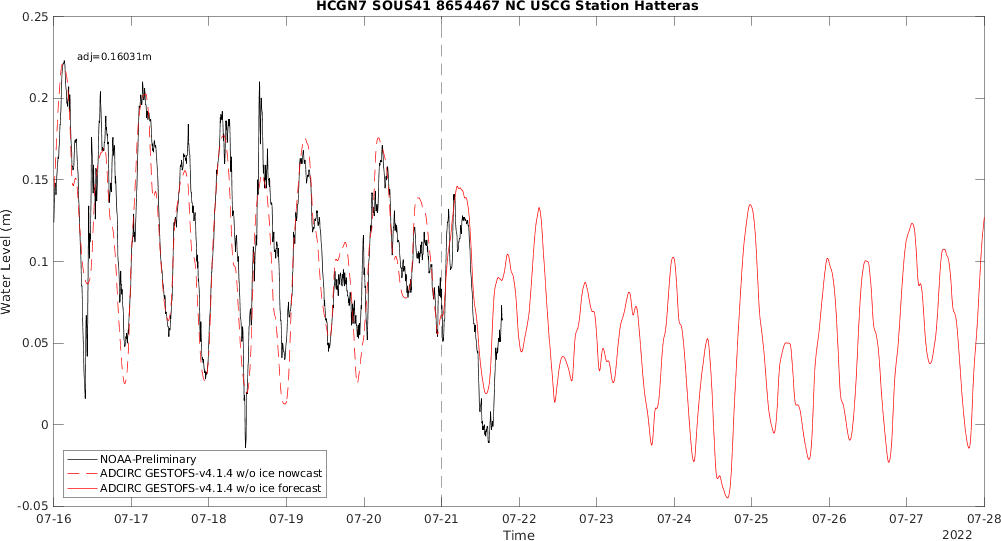 HCGN7 SOUS41 8654467 NC USCG Station Hatteras
0.25
adj=0.16031m
0.2
0.15
0.1
0.05
0
-0.05
Water Level (m)
NOAA-Preliminary
ADCIRC GESTOFS-v4.1.4 w/o ice nowcast
ADCIRC GESTOFS-v4.1.4 w/o ice forecast
07-16 07-17 07-18 07-19 07-20 07-21 07-22 07-23 07-24 07-25 07-26 07-27 07-28
Time
2022